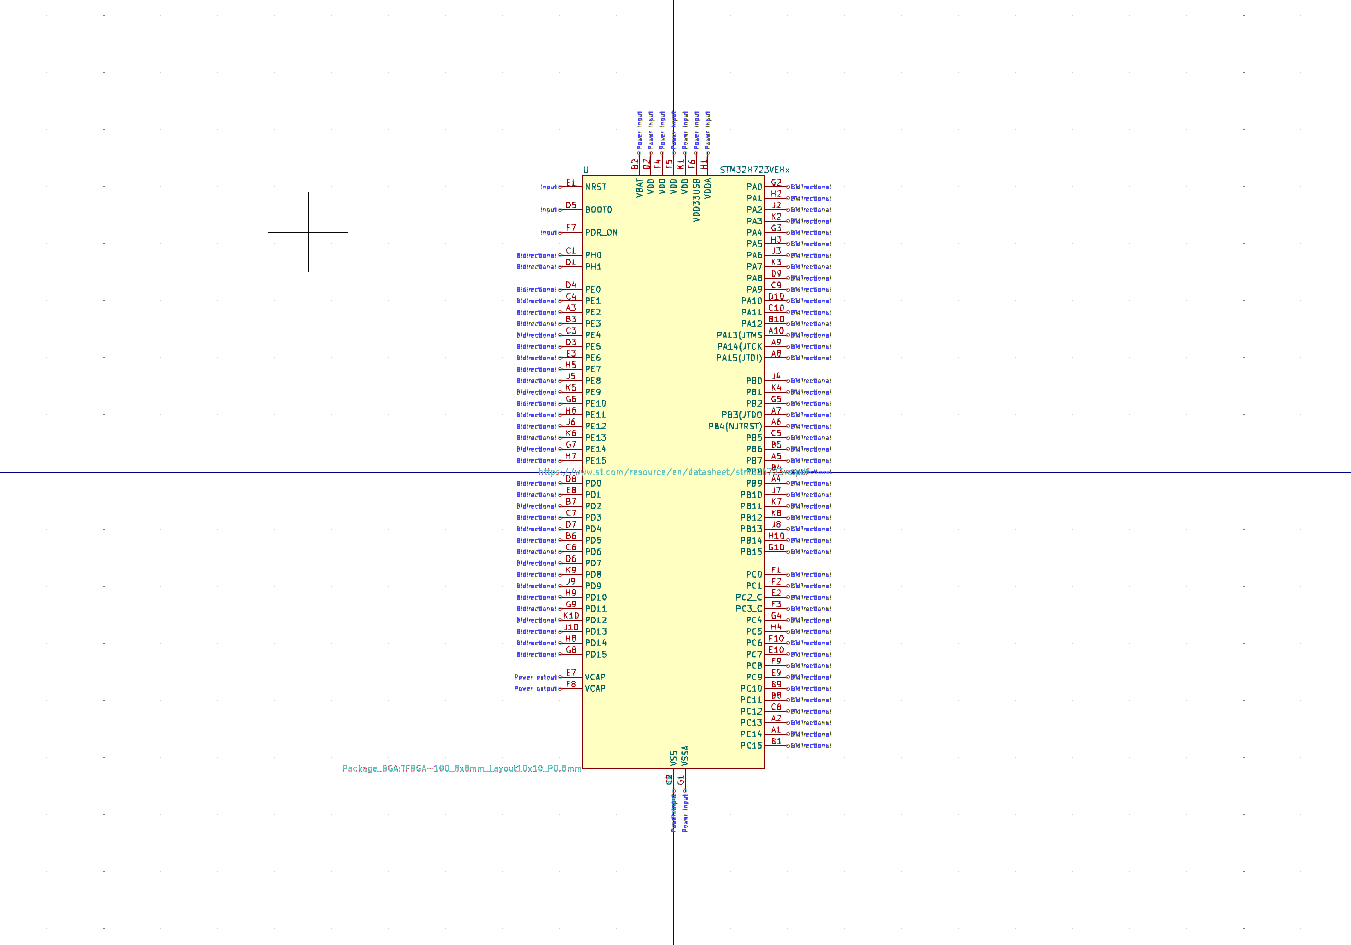 Power input Power input Power input Power input Power input Power input Power input
B2 D2 F4 F5 K1 F6 H1
U STM32H723VEHx
VBAT VDD VDD VDD VDD VDD33USB VDDA
Input E1 NRST PA0 G2 Bidirectional
PA1 H2 Bidirectional
Input D5 BOOT0 PA2 J2 Bidirectional
PA3 K2 Bidirectional
Input F7 PDR_ON PA4 G3 Bidirectional
PA5 H3 Bidirectional
Bidirectional C1 PH0 PA6 J3 Bidirectional
Bidirectional D1 PH1 PA7 K3 Bidirectional
PA8 D9 Bidirectional
Bidirectional D4 PE0 PA9 C9 Bidirectional
Bidirectional C4 PE1 PA10 D10 Bidirectional
Bidirectional A3 PE2 PA11 C10 Bidirectional
Bidirectional B3 PE3 PA12 B10 Bidirectional
Bidirectional C3 PE4 PA13(JTMS A10 Bidirectional
Bidirectional D3 PE5 PA14(JTCK A9 Bidirectional
Bidirectional E3 PE6 PA15(JTDI) A8 Bidirectional
Bidirectional H5 PE7
Bidirectional J5 PE8 PB0 J4 Bidirectional
Bidirectional K5 PE9 PB1 K4 Bidirectional
Bidirectional G6 PE10 PB2 G5 Bidirectional
Bidirectional H6 PE11 PB3(JTDO A7 Bidirectional
Bidirectional J6 PE12 PB4(NJTRST) A6 Bidirectional
Bidirectional K6 PE13 PB5 C5 Bidirectional
Bidirectional G7 PE14 PB6 B5 Bidirectional
Bidirectional H7 PE15 PB7 A5 Bidirectional
https://www.st.com/resource/en/datasheet/ B4
Bidirectional D8 PD0 PB9 A4 Bidirectional
Bidirectional E8 PD1 PB10 J7 Bidirectional
Bidirectional B7 PD2 PB11 K7 Bidirectional
Bidirectional C7 PD3 PB12 K8 Bidirectional
Bidirectional D7 PD4 PB13 J8 Bidirectional
Bidirectional B6 PD5 PB14 H10 Bidirectional
Bidirectional C6 PD6 PB15 G10 Bidirectional
Bidirectional D6 PD7
Bidirectional K9 PD8 PC0 F1 Bidirectional
Bidirectional J9 PD9 PC1 F2 Bidirectional
Bidirectional H9 PD10 PC2_C E2 Bidirectional
Bidirectional G9 PD11 PC3_C F3 Bidirectional
Bidirectional K10 PD12 PC4 G4 Bidirectional
Bidirectional J10 PD13 PC5 H4 Bidirectional
Bidirectional H8 PD14 PC6 F10 Bidirectional
Bidirectional G8 PD15 PC7 E10 Bidirectional
PC8 F9 Bidirectional
Power output E7 VCAP PC9 E9 Bidirectional
Power output F8 VCAP PC10 B9 Bidirectional
PC11 B8 Bidirectional
PC12 C8 Bidirectional
PC13 A2 Bidirectional
PC14 A1 Bidirectional
PC15 B1 Bidirectional
VSS VSSA
Package_BGA:TFBGA-100_8x8mm_Layout10x10_P0.8mm
G1
Power input